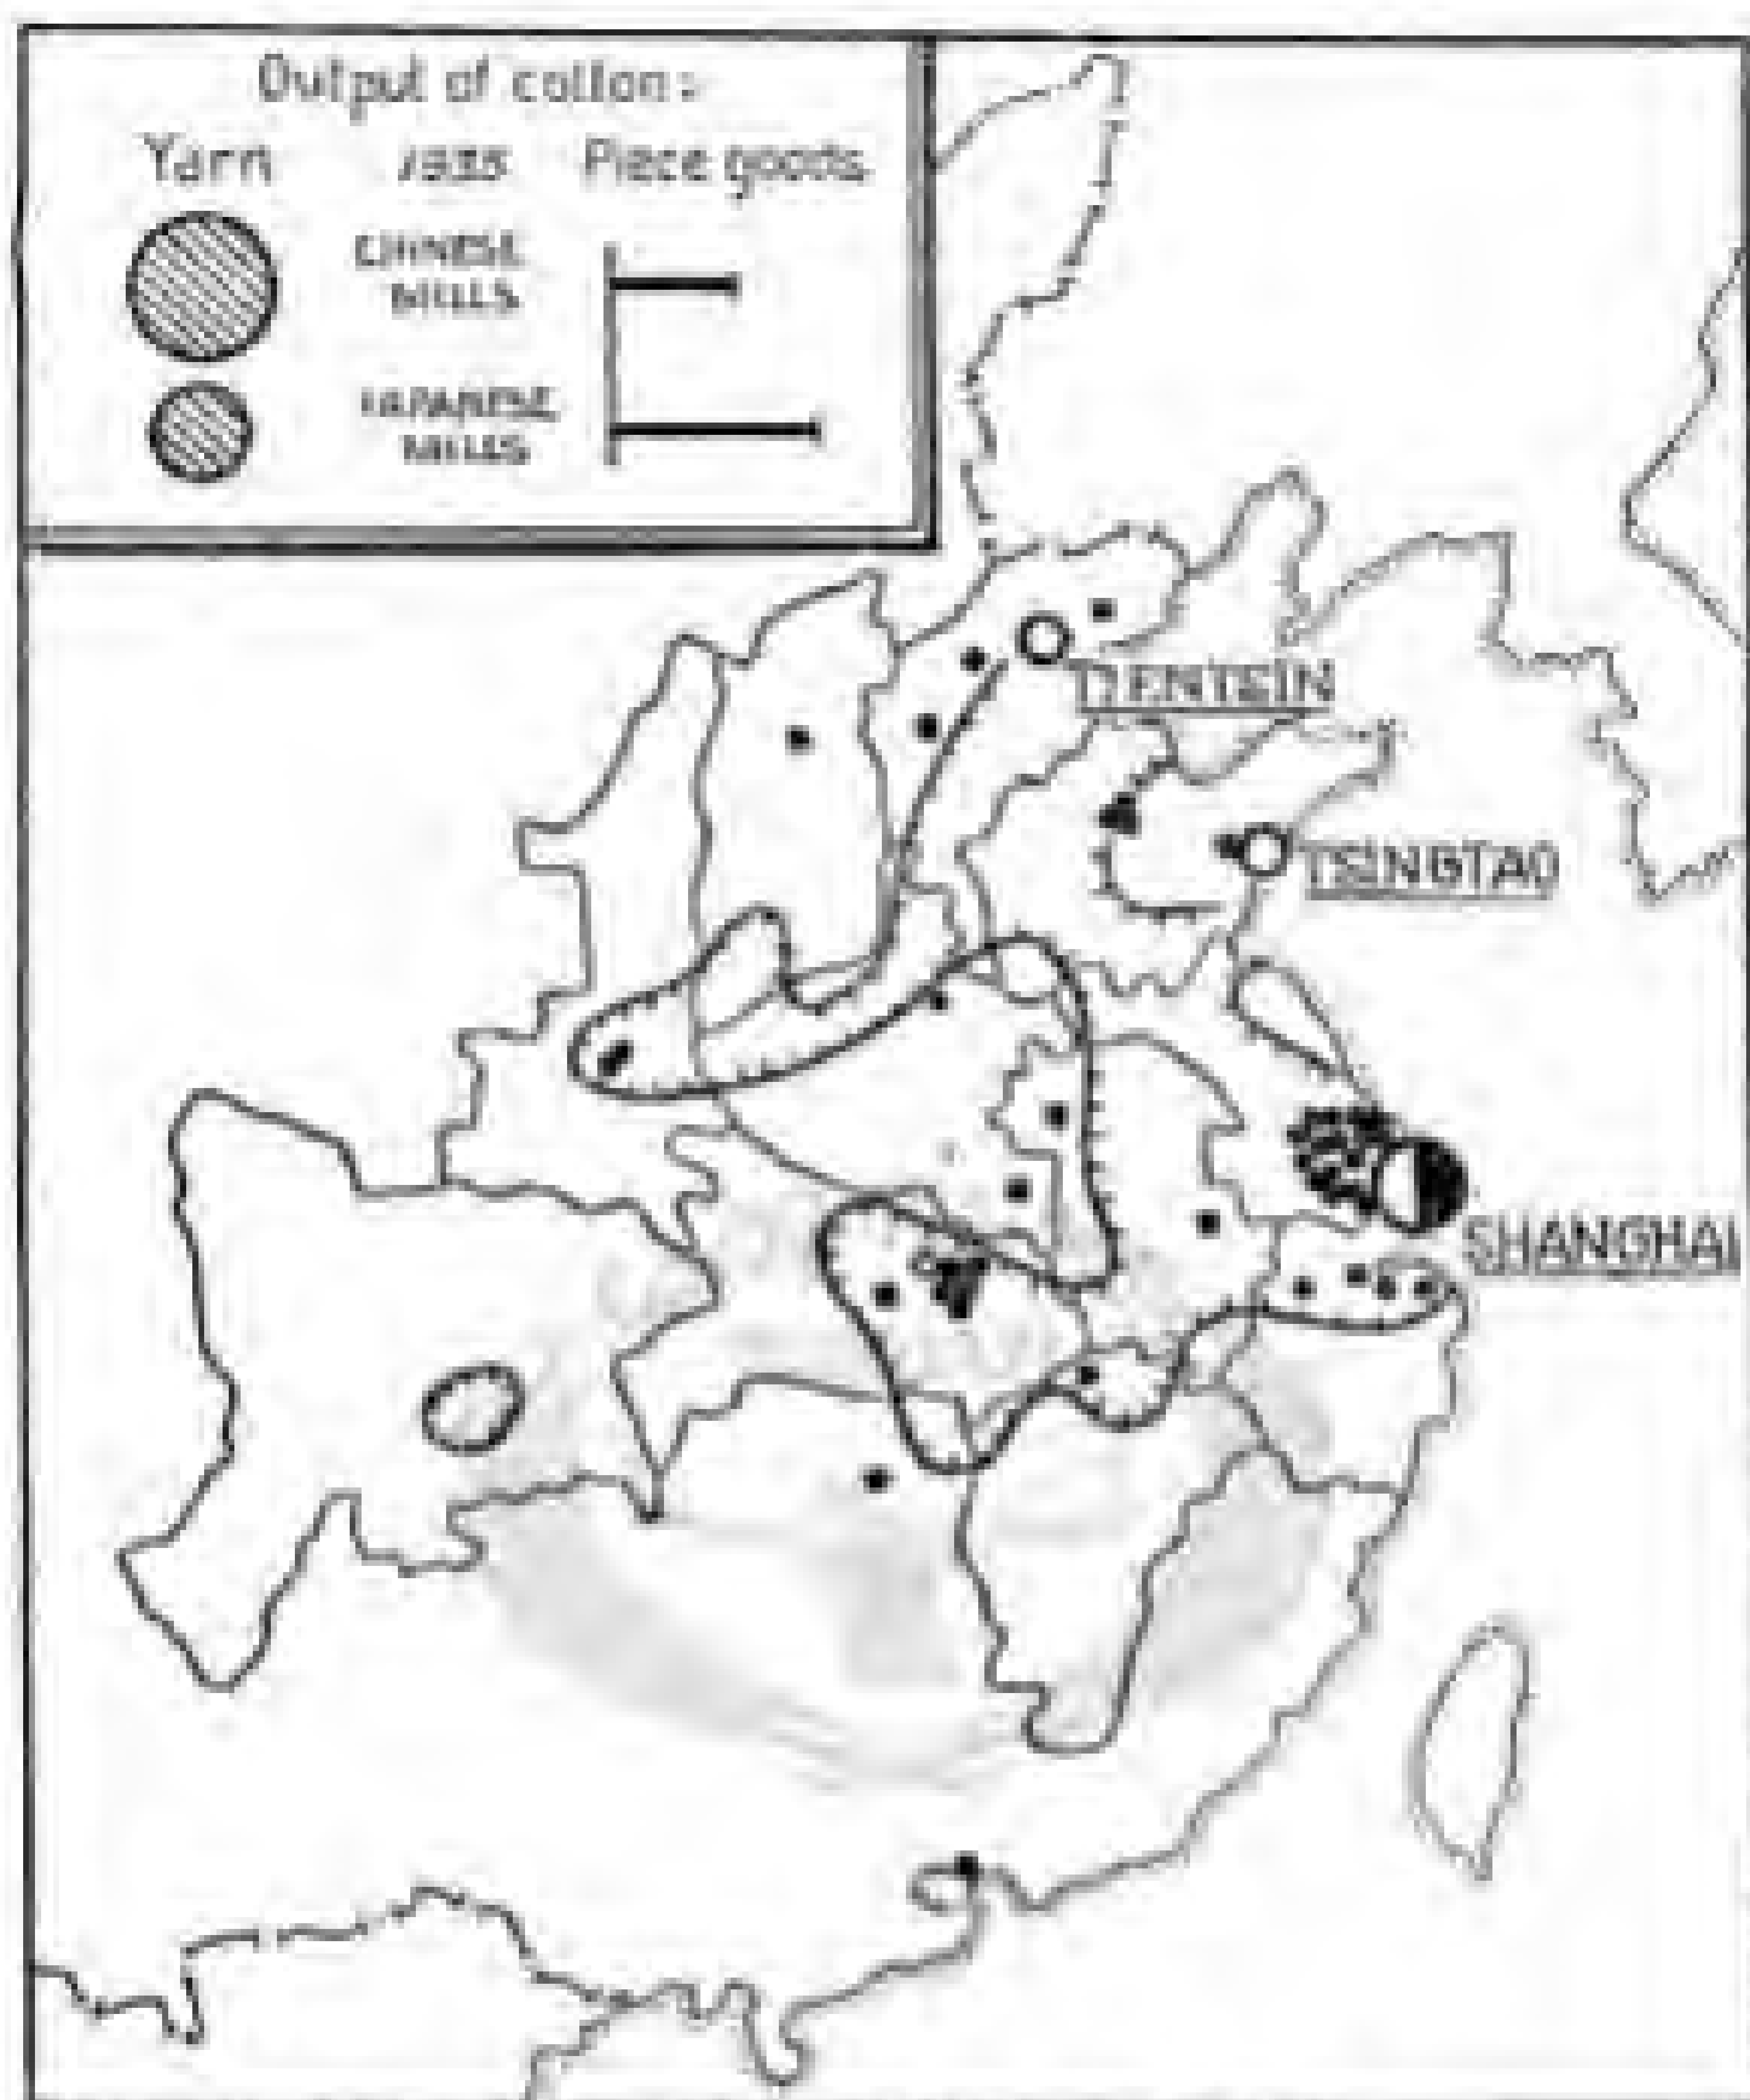 Output of cotton:
Yarn 1935 Piece goods
CHINESE
MILLS
JAPANESE
MILLS
TIENTSIN
TSINGTAO
SHANGHAI